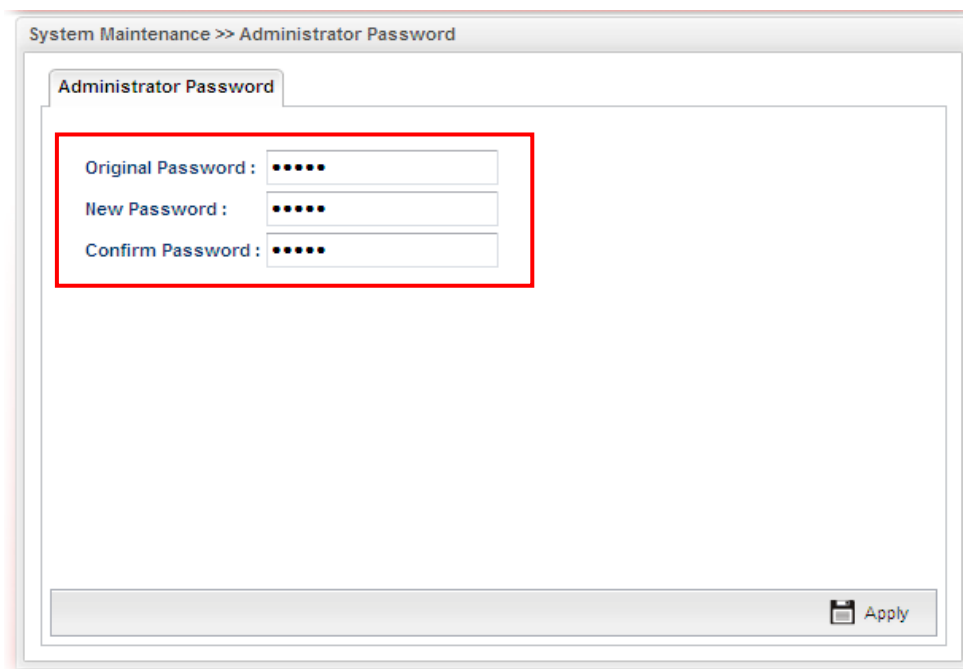 System Maintenance >> Administrator Password
Administrator Password
Original Password : •••••
New Password : •••••
Confirm Password : •••••
Apply